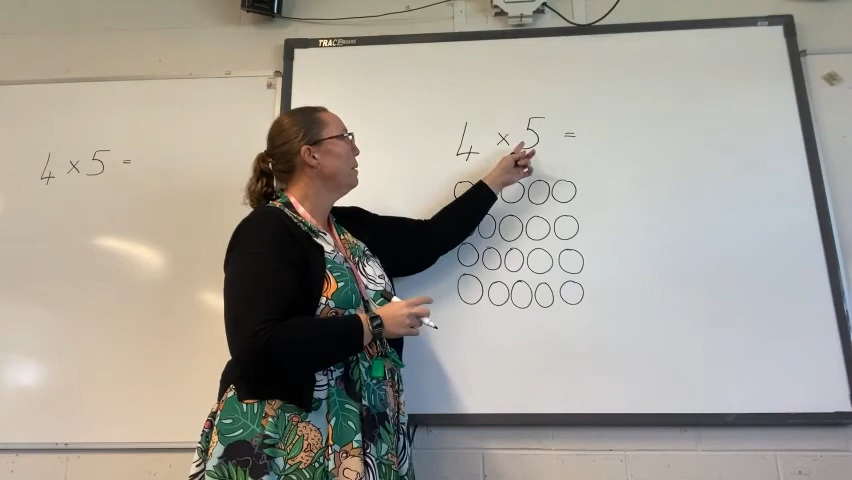 TRACEBOARD
4 × 5 =
4 × 5 =